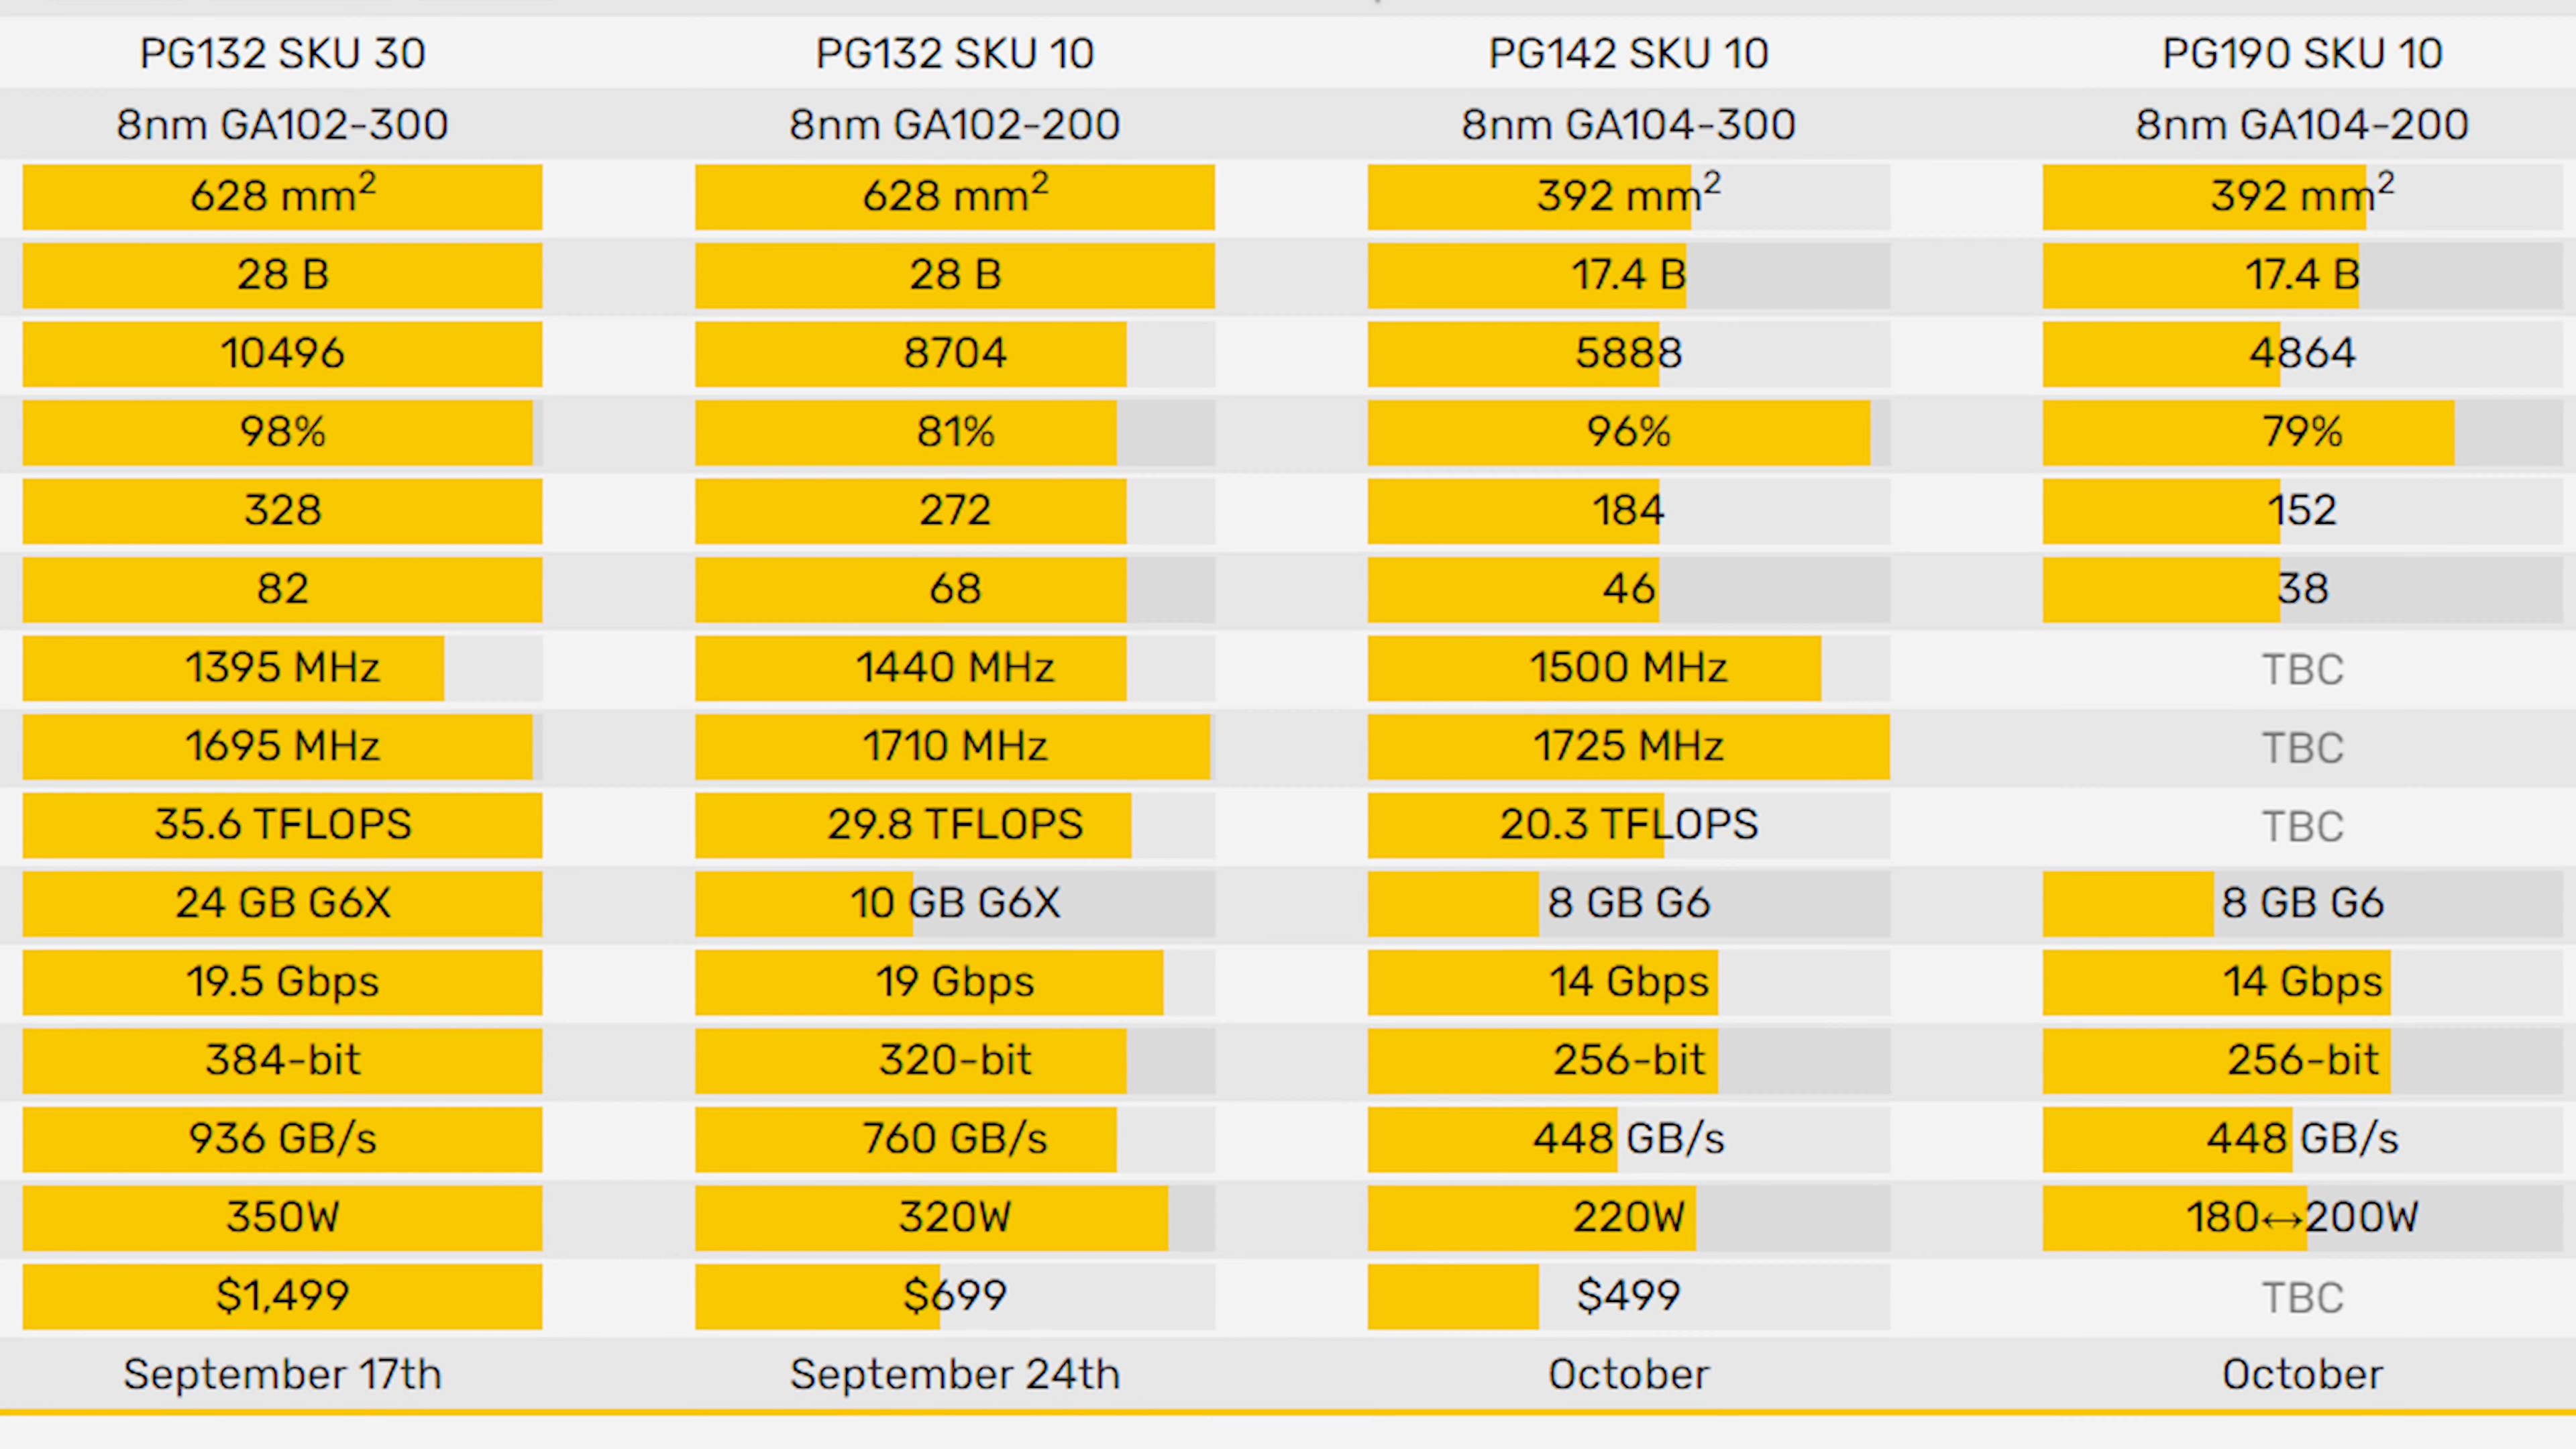 PG132 SKU 30 PG132 SKU 10 PG142 SKU 10 PG190 SKU 10
8nm GA102-300 8nm GA102-200 8nm GA104-300 8nm GA104-200
628 mm² 628 mm² 392 mm² 392 mm²
28 B 28 B 17.4 B 17.4 B
10496 8704 5888 4864
98% 81% 96% 79%
328 272 184 152
82 68 46 38
1395 MHz 1440 MHz 1500 MHz TBC
1695 MHz 1710 MHz 1725 MHz TBC
35.6 TFLOPS 29.8 TFLOPS 20.3 TFLOPS TBC
24 GB G6X 10 GB G6X 8 GB G6 8 GB G6
19.5 Gbps 19 Gbps 14 Gbps 14 Gbps
384-bit 320-bit 256-bit 256-bit
936 GB/s 760 GB/s 448 GB/s 448 GB/s
350W 320W 220W 180↔200W
$1,499 $699 $499 TBC
September 17th September 24th October October